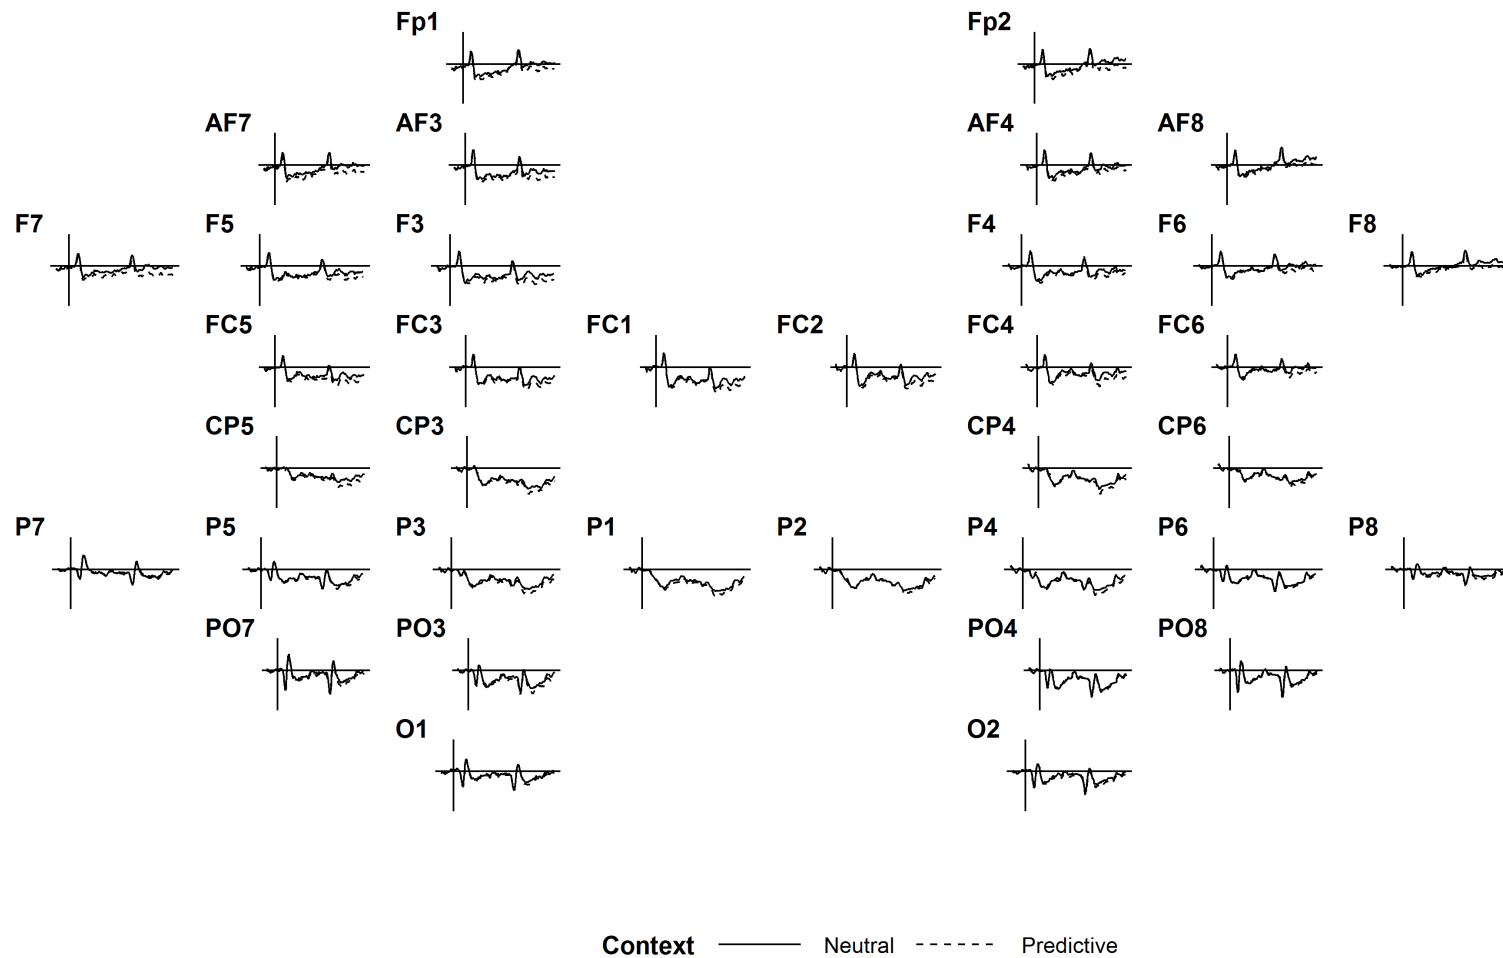 Fp1 Fp2
AF7 AF3 AF4 AF8
F7 F5 F3 F4 F6 F8
FC5 FC3 FC1 FC2 FC4 FC6
CP5 CP3 CP4 CP6
P7 P5 P3 P1 P2 P4 P6 P8
PO7 PO3 PO4 PO8
O1 O2
Context Neutral Predictive